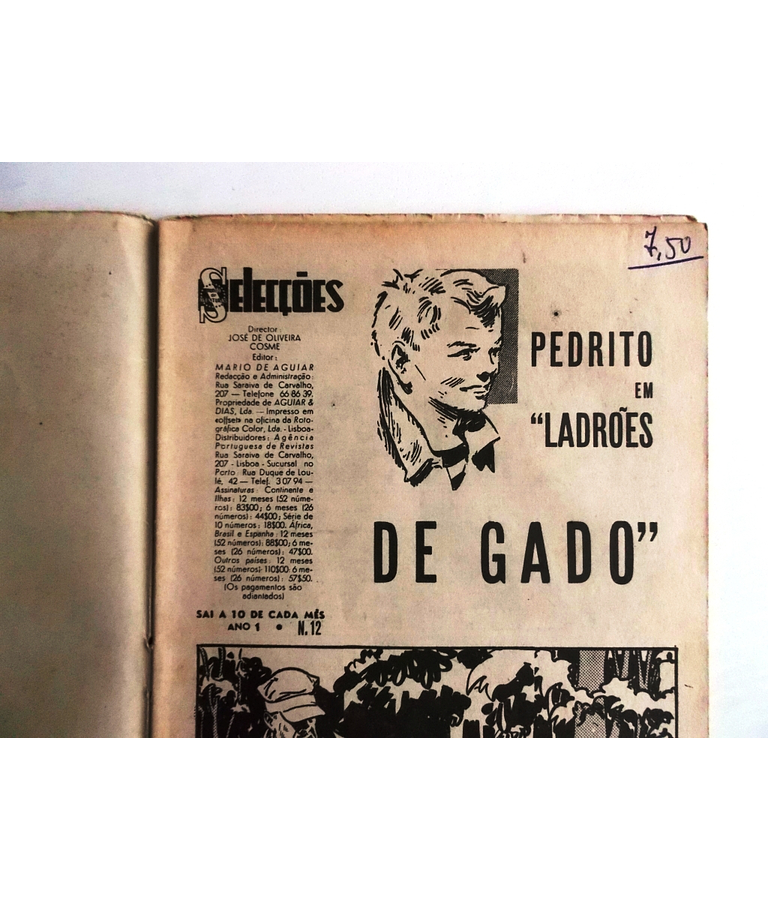 7,50
Selecções
Director:
JOSÉ DE OLIVEIRA
COSME
Editor:
MARIO DE AGUIAR
Redacção e Administração:
Rua Saraiva de Carvalho,
207 — Telefone 66 86 39.
Propriedade de AGUIAR &
DIAS, Lda. — Impresso em
«offset» na oficina da Roto-
gráfica Color, Lda. - Lisboa-
Distribuidores: Agência
Portuguesa de Revistas
Rua Saraiva de Carvalho,
207 - Lisboa - Sucursal no
Porto Rua Duque de Lou-
lé, 42 — Telef. 3 07 94 —
Assinaturas: Continente e
Ilhas: 12 meses (52 núme-
ros): 83$00; 6 meses (26
números): 44$00; Série de
10 números: 18$00. África,
Brasil e Espanha: 12 meses
(52 números): 88$00; 6 me-
ses (26 números): 47$00.
Outros países: 12 meses
(52 números): 110$00 6 me-
ses (26 números): 57$50.
(Os pagamentos são
adiantados)
SAI A 10 DE CADA MÊS
ANO 1 • N. 12
PEDRITO
EM
"LADRÕES
DE GADO"